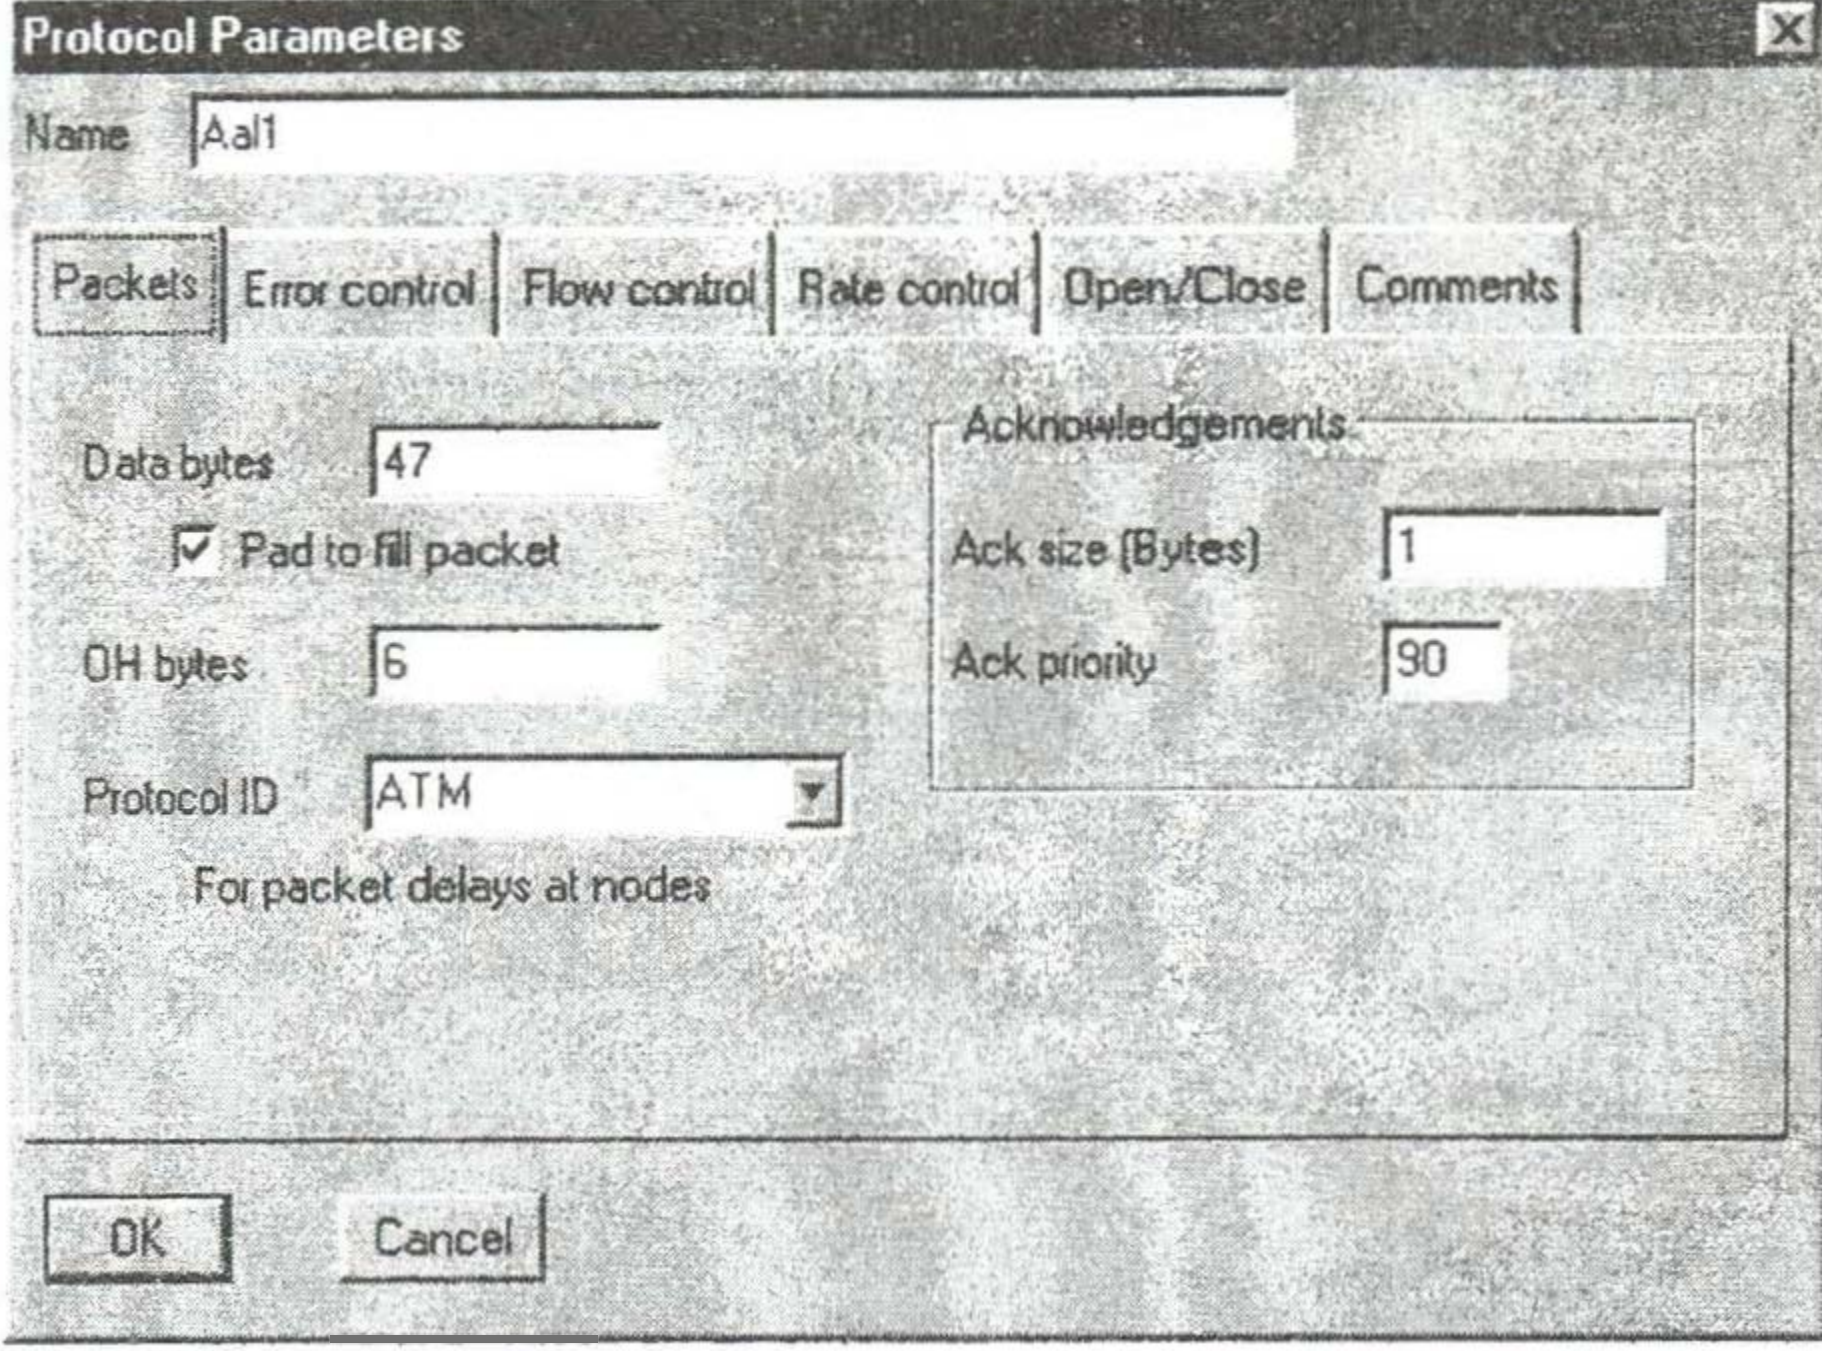 Protocol Parameters
Name Aal1
Packets Error control Flow control Rate control Open/Close Comments
Data bytes 47
Pad to fill packet
OH bytes 6
Protocol ID ATM
For packet delays at nodes
Acknowledgements
Ack size (Bytes) 1
Ack priority 90
OK Cancel